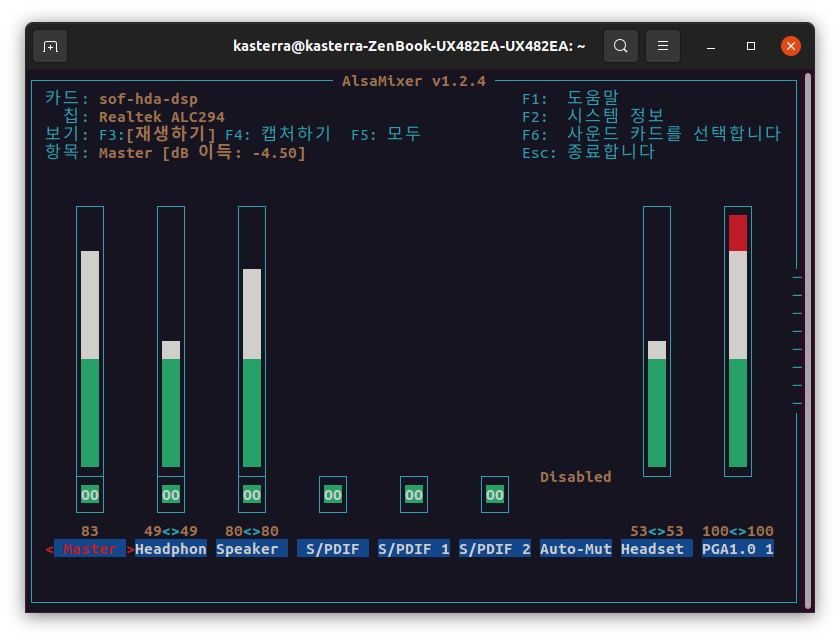 kasterra@kasterra-ZenBook-UX482EA-UX482EA: ~
AlsaMixer v1.2.4
카드: sof-hda-dsp F1: 도움말
칩: Realtek ALC294 F2: 시스템 정보
보기: F3:[재생하기] F4: 캡처하기 F5: 모두 F6: 사운드 카드를 선택합니다
항목: Master [dB 이득: -4.50] Esc: 종료합니다
Disabled
OO OO OO OO OO OO
83 49<>49 80<>80 53<>53 100<>100
< Master >Headphon Speaker S/PDIF S/PDIF 1 S/PDIF 2 Auto-Mut Headset PGA1.0 1